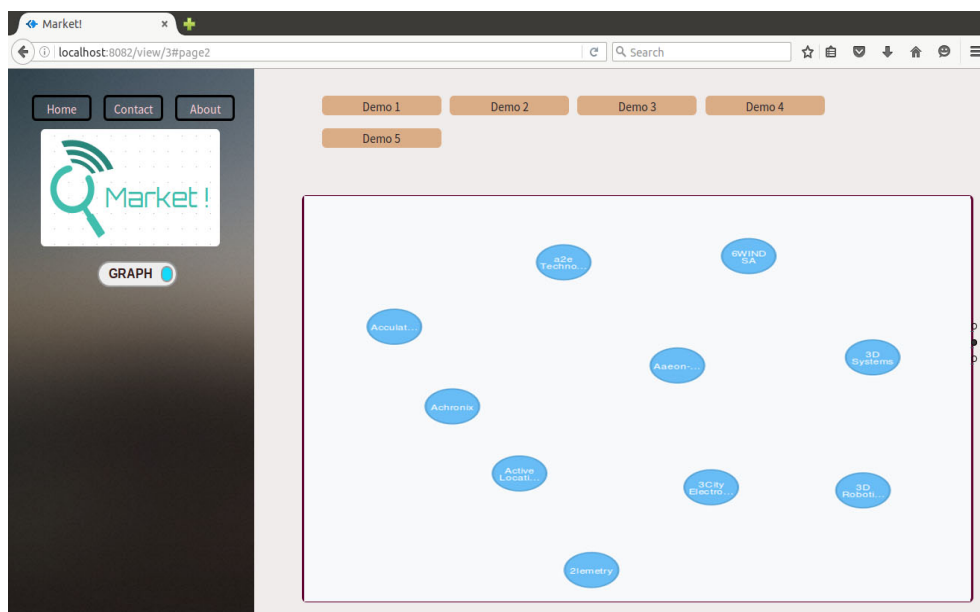 Market!
localhost:8082/view/3#page2
Search
Home Contact About
Market!
GRAPH
Demo 1 Demo 2 Demo 3 Demo 4
Demo 5
a2e
Techno...
6WIND
SA
Acculat...
Aaeon-...
3D
Systems
Achronix
Active
Locati...
3City
Electro...
3D
Roboti...
2lemetry